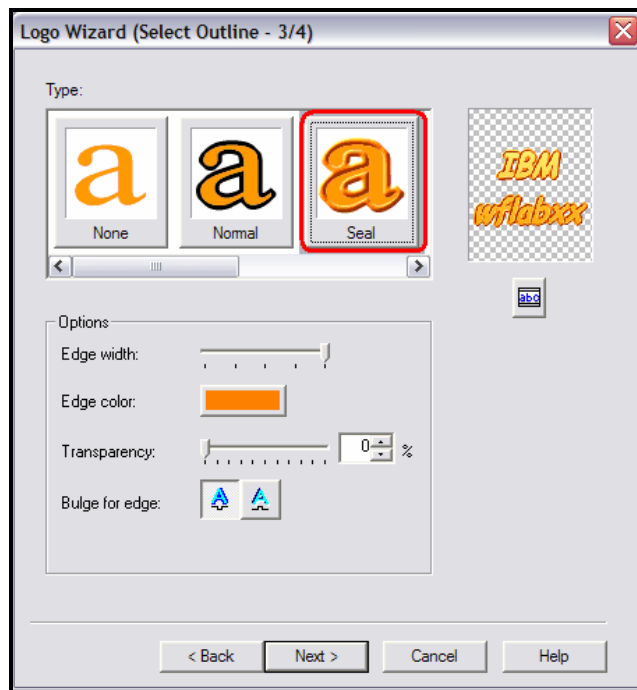 Logo Wizard (Select Outline - 3/4)
Type:
a a a
None Normal Seal
IBM
wflabxx
abc
Options
Edge width:
Edge color:
Transparency: 0 %
Bulge for edge: A A
< Back Next > Cancel Help